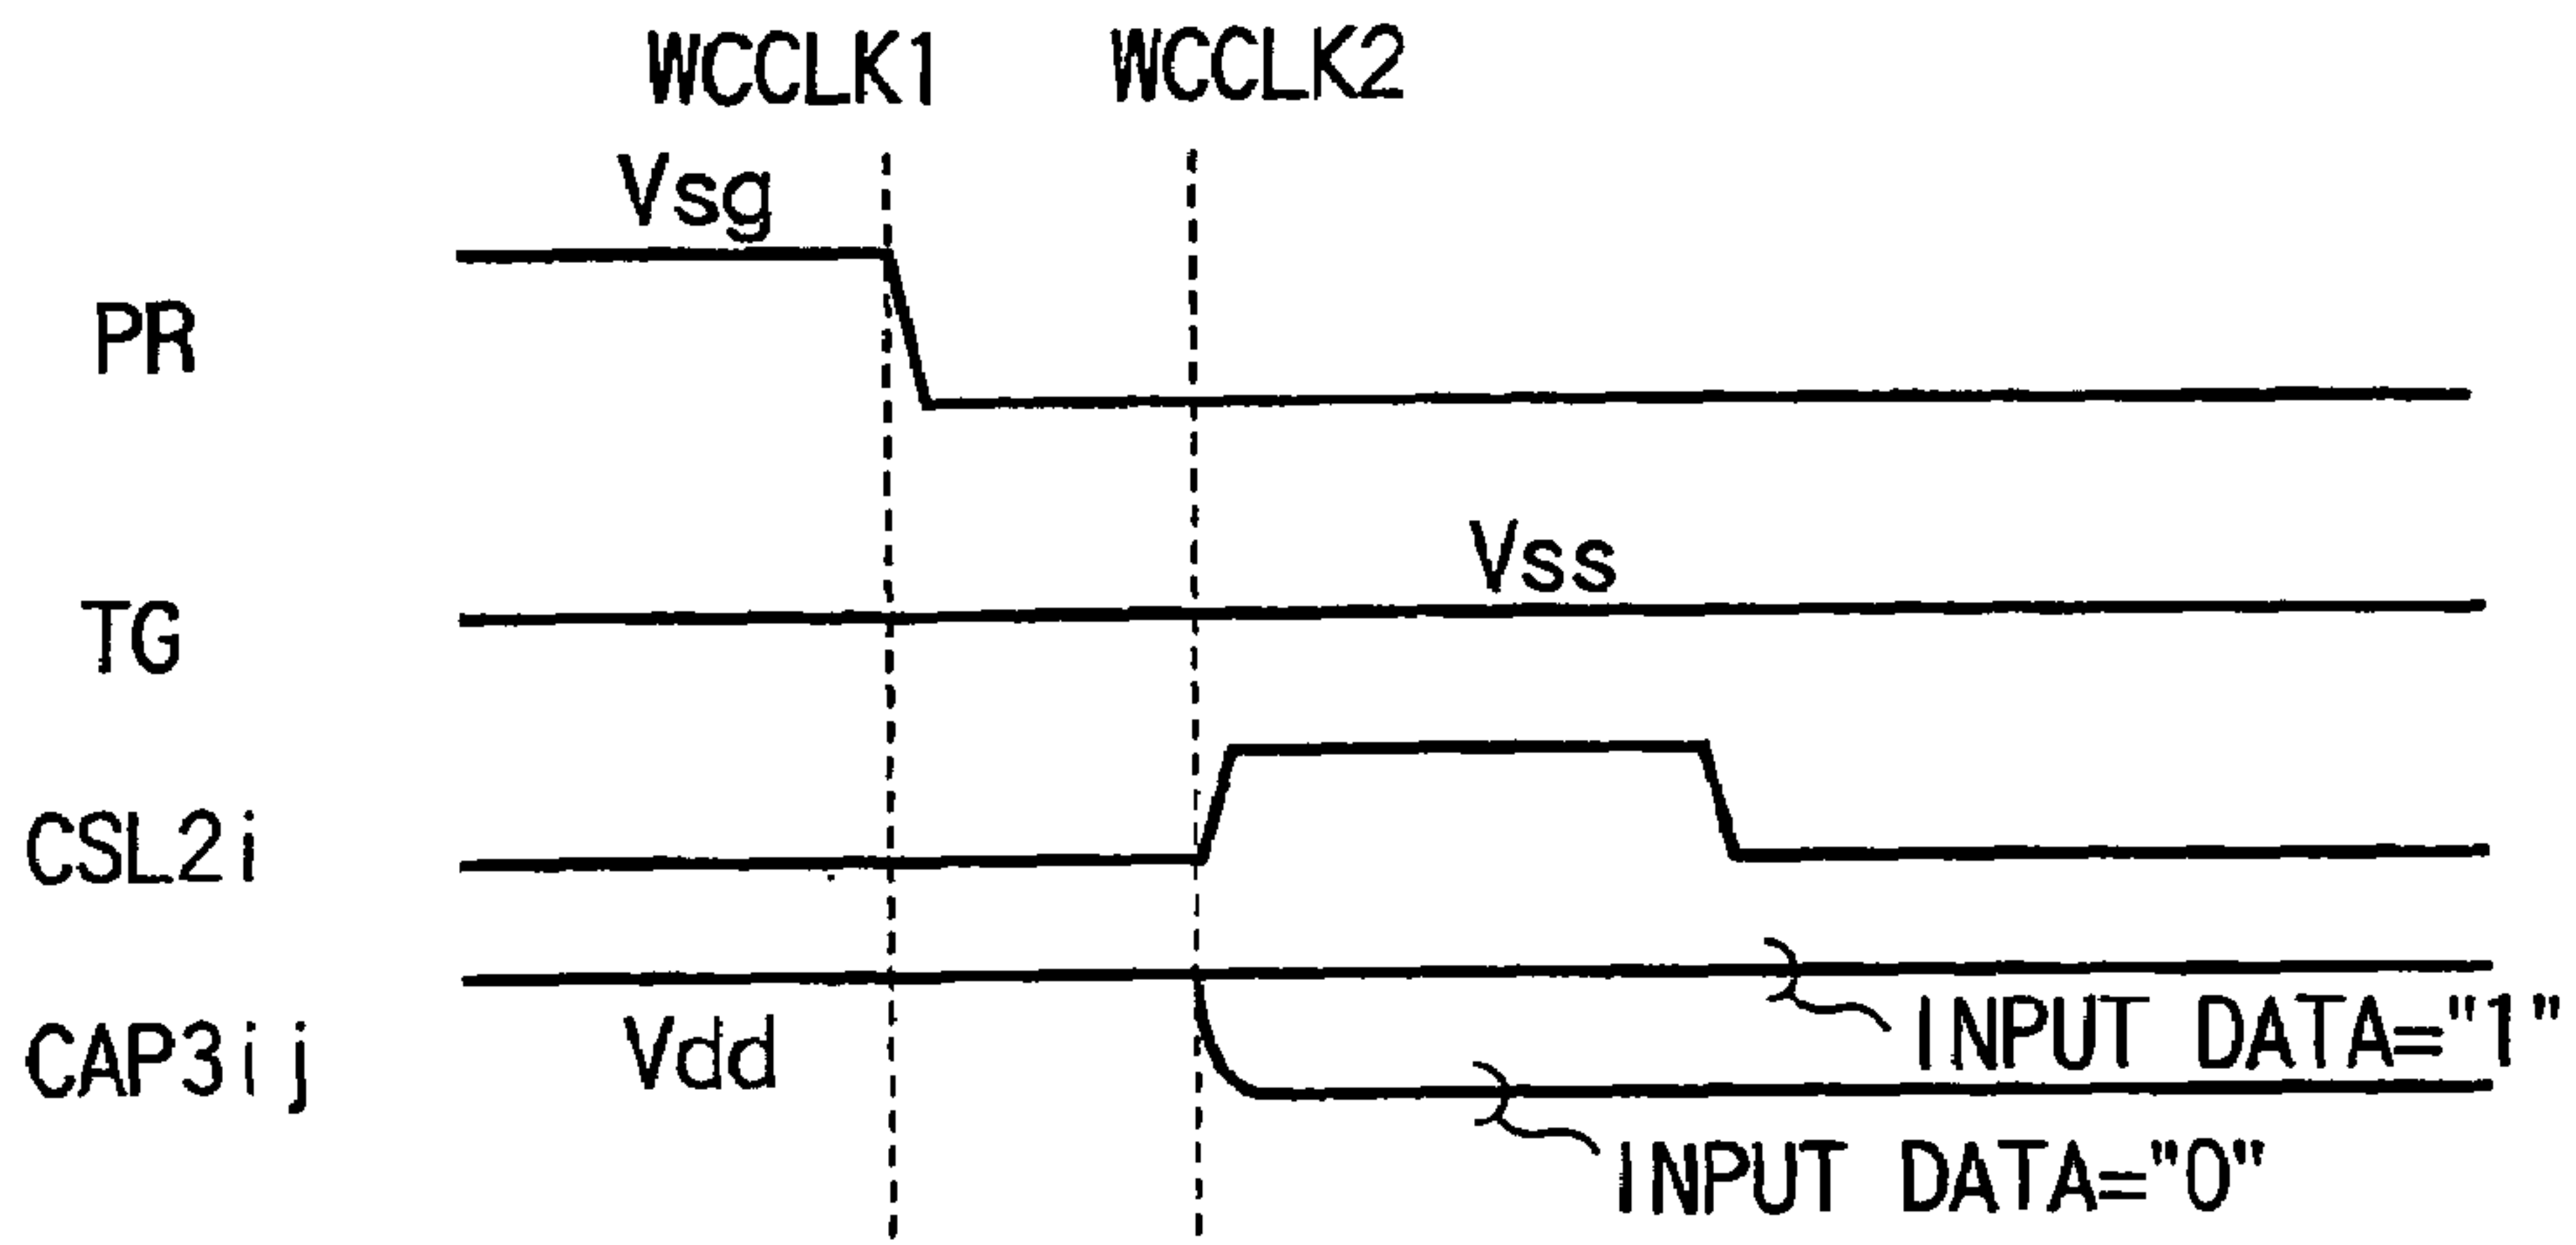 WCCLK1 WCCLK2
Vsg
PR
Vss
TG
CSL2i
CAP3ij
Vdd
INPUT DATA="1"
INPUT DATA="0"